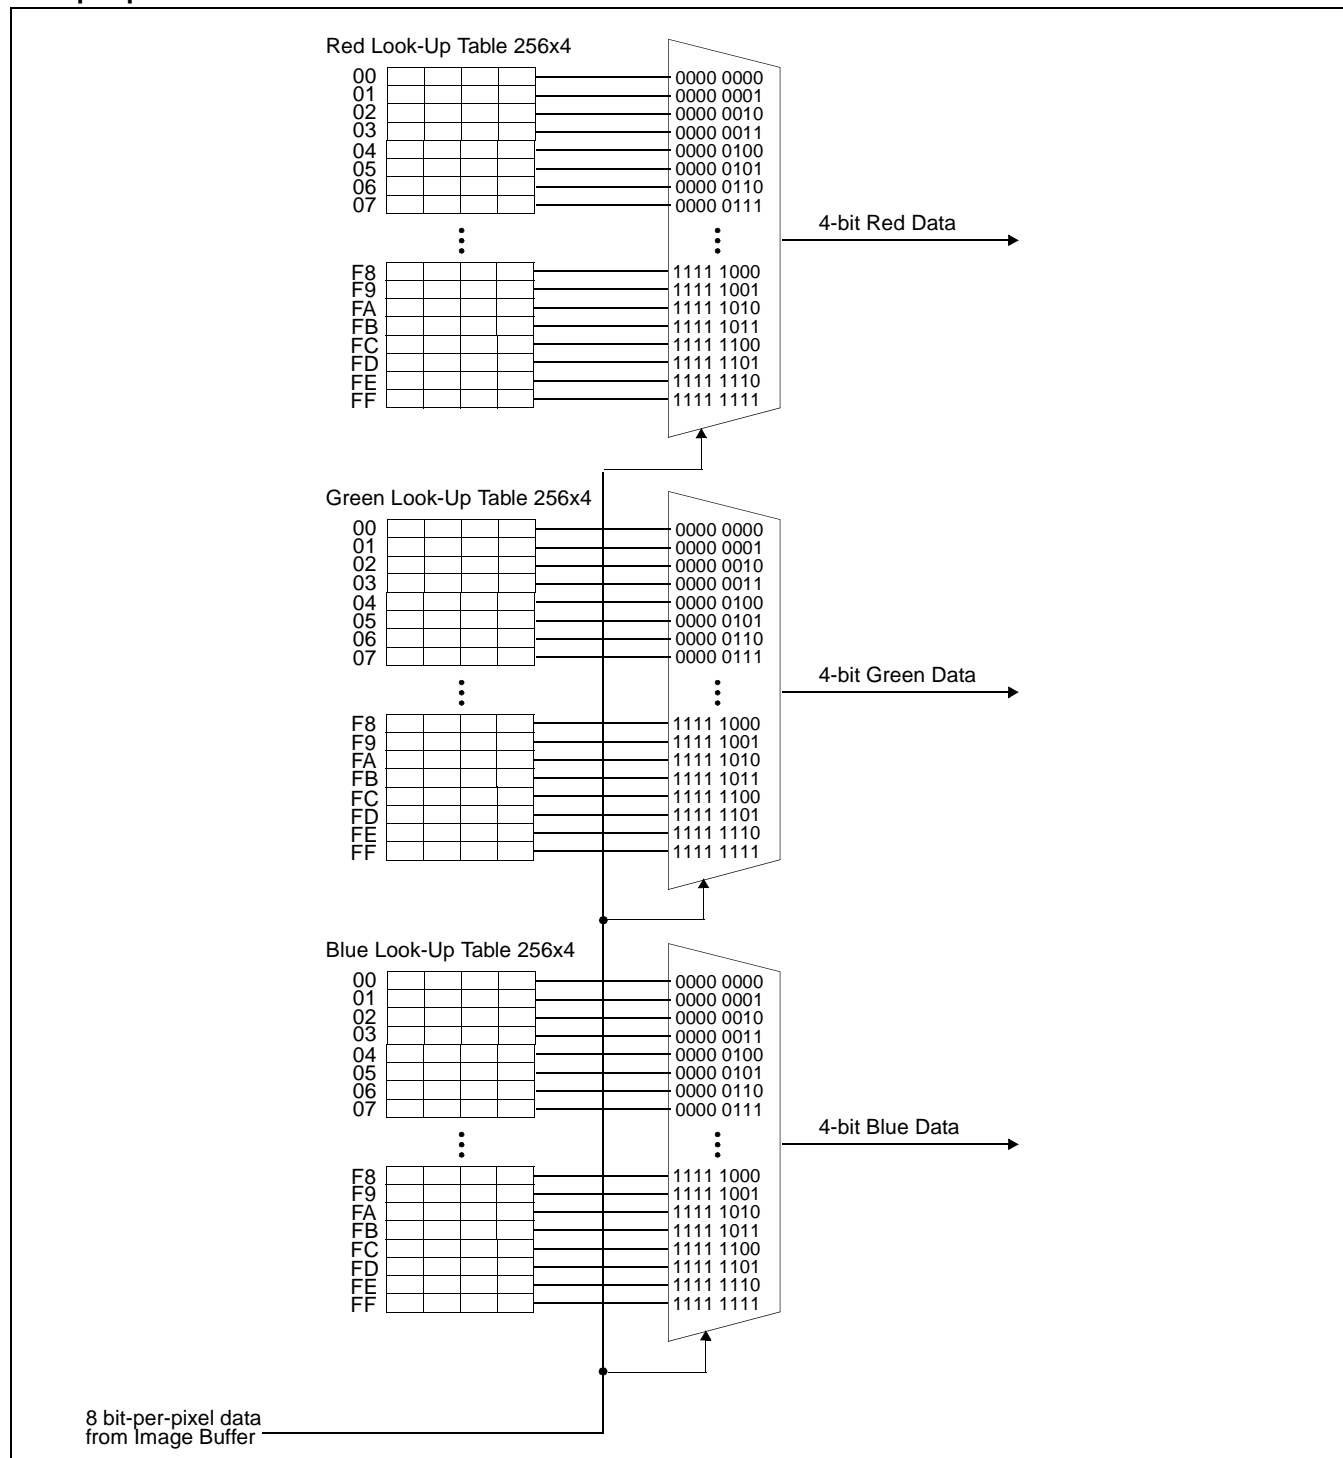 Red Look-Up Table 256x4
00 0000 0000
01 0000 0001
02 0000 0010
03 0000 0011
04 0000 0100
05 0000 0101
06 0000 0110
07 0000 0111
4-bit Red Data
F8 1111 1000
F9 1111 1001
FA 1111 1010
FB 1111 1011
FC 1111 1100
FD 1111 1101
FE 1111 1110
FF 1111 1111
Green Look-Up Table 256x4
00 0000 0000
01 0000 0001
02 0000 0010
03 0000 0011
04 0000 0100
05 0000 0101
06 0000 0110
07 0000 0111
4-bit Green Data
F8 1111 1000
F9 1111 1001
FA 1111 1010
FB 1111 1011
FC 1111 1100
FD 1111 1101
FE 1111 1110
FF 1111 1111
Blue Look-Up Table 256x4
00 0000 0000
01 0000 0001
02 0000 0010
03 0000 0011
04 0000 0100
05 0000 0101
06 0000 0110
07 0000 0111
4-bit Blue Data
F8 1111 1000
F9 1111 1001
FA 1111 1010
FB 1111 1011
FC 1111 1100
FD 1111 1101
FE 1111 1110
FF 1111 1111
8 bit-per-pixel data
from Image Buffer